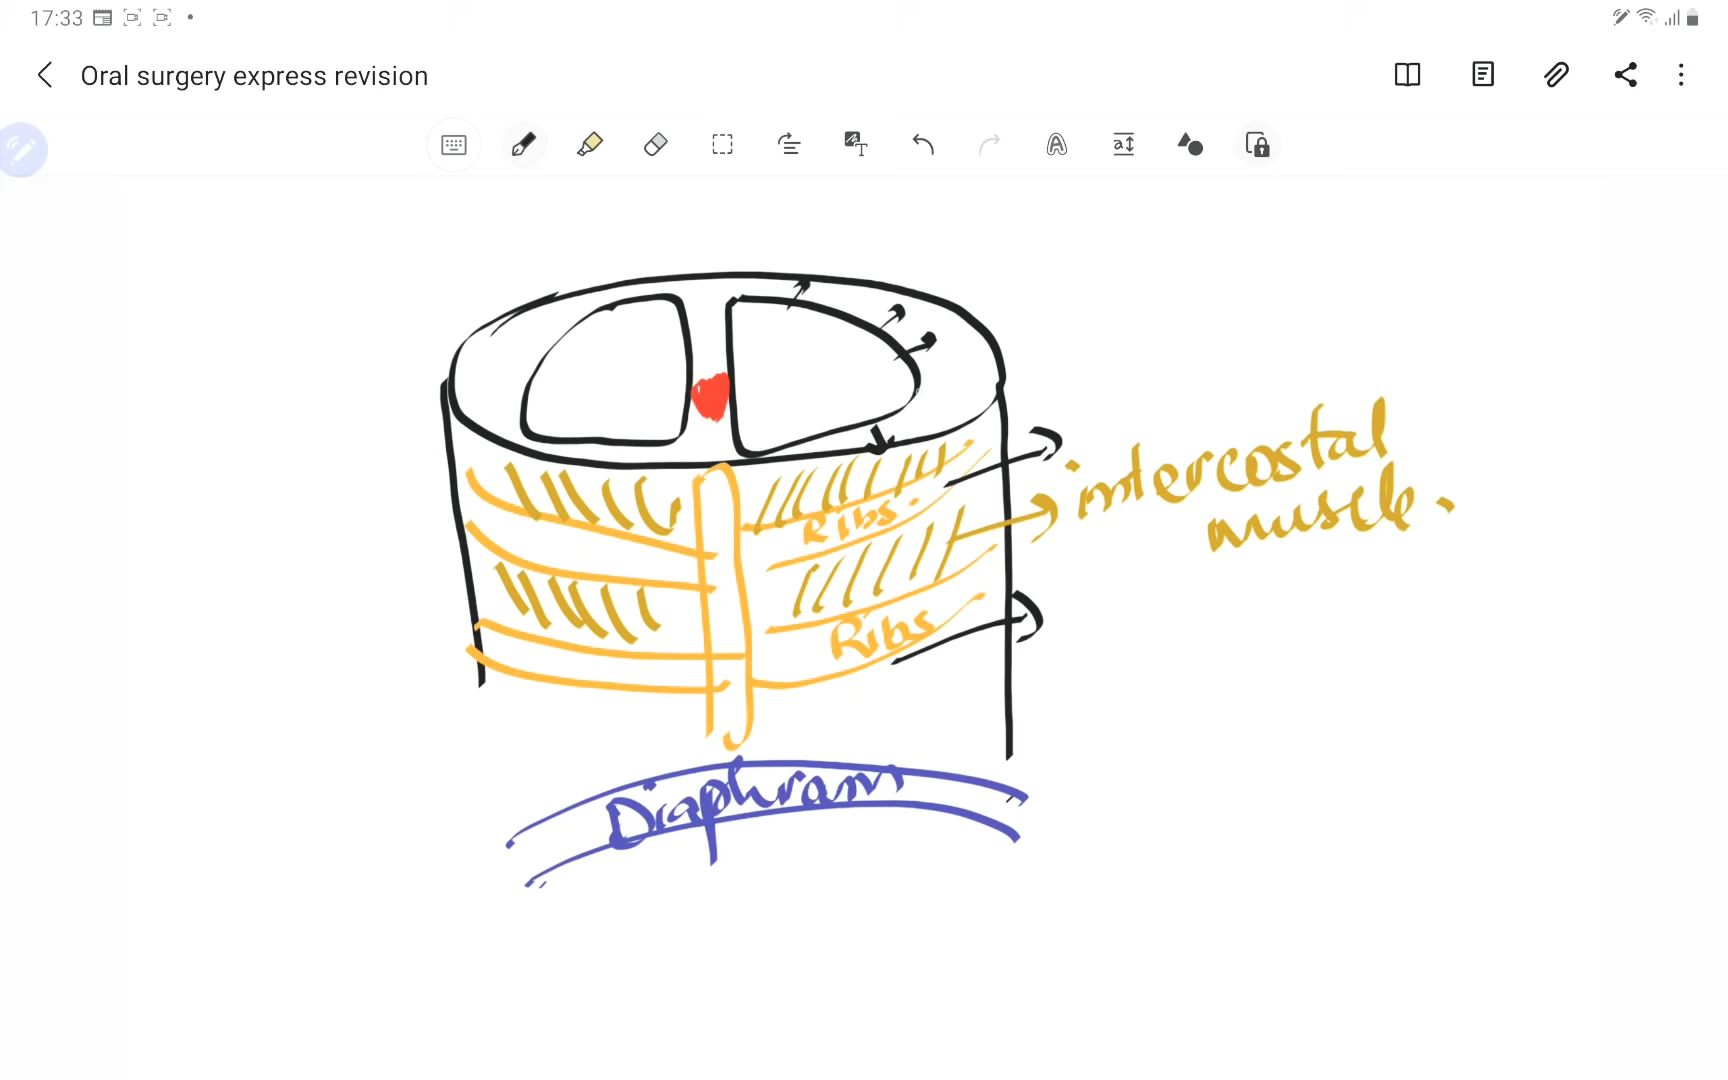 17:33
Oral surgery express revision
Ribs.
intercostal
muscle.
Ribs
Diaphram